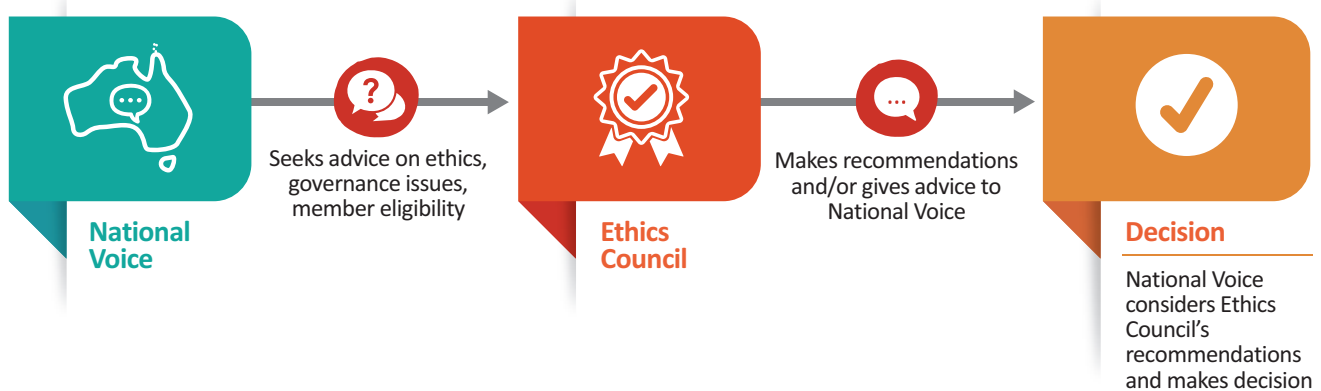 National
Voice
Seeks advice on ethics,
governance issues,
member eligibility
?
Ethics
Council
Makes recommendations
and/or gives advice to
National Voice
Decision
National Voice
considers Ethics
Council’s
recommendations
and makes decision